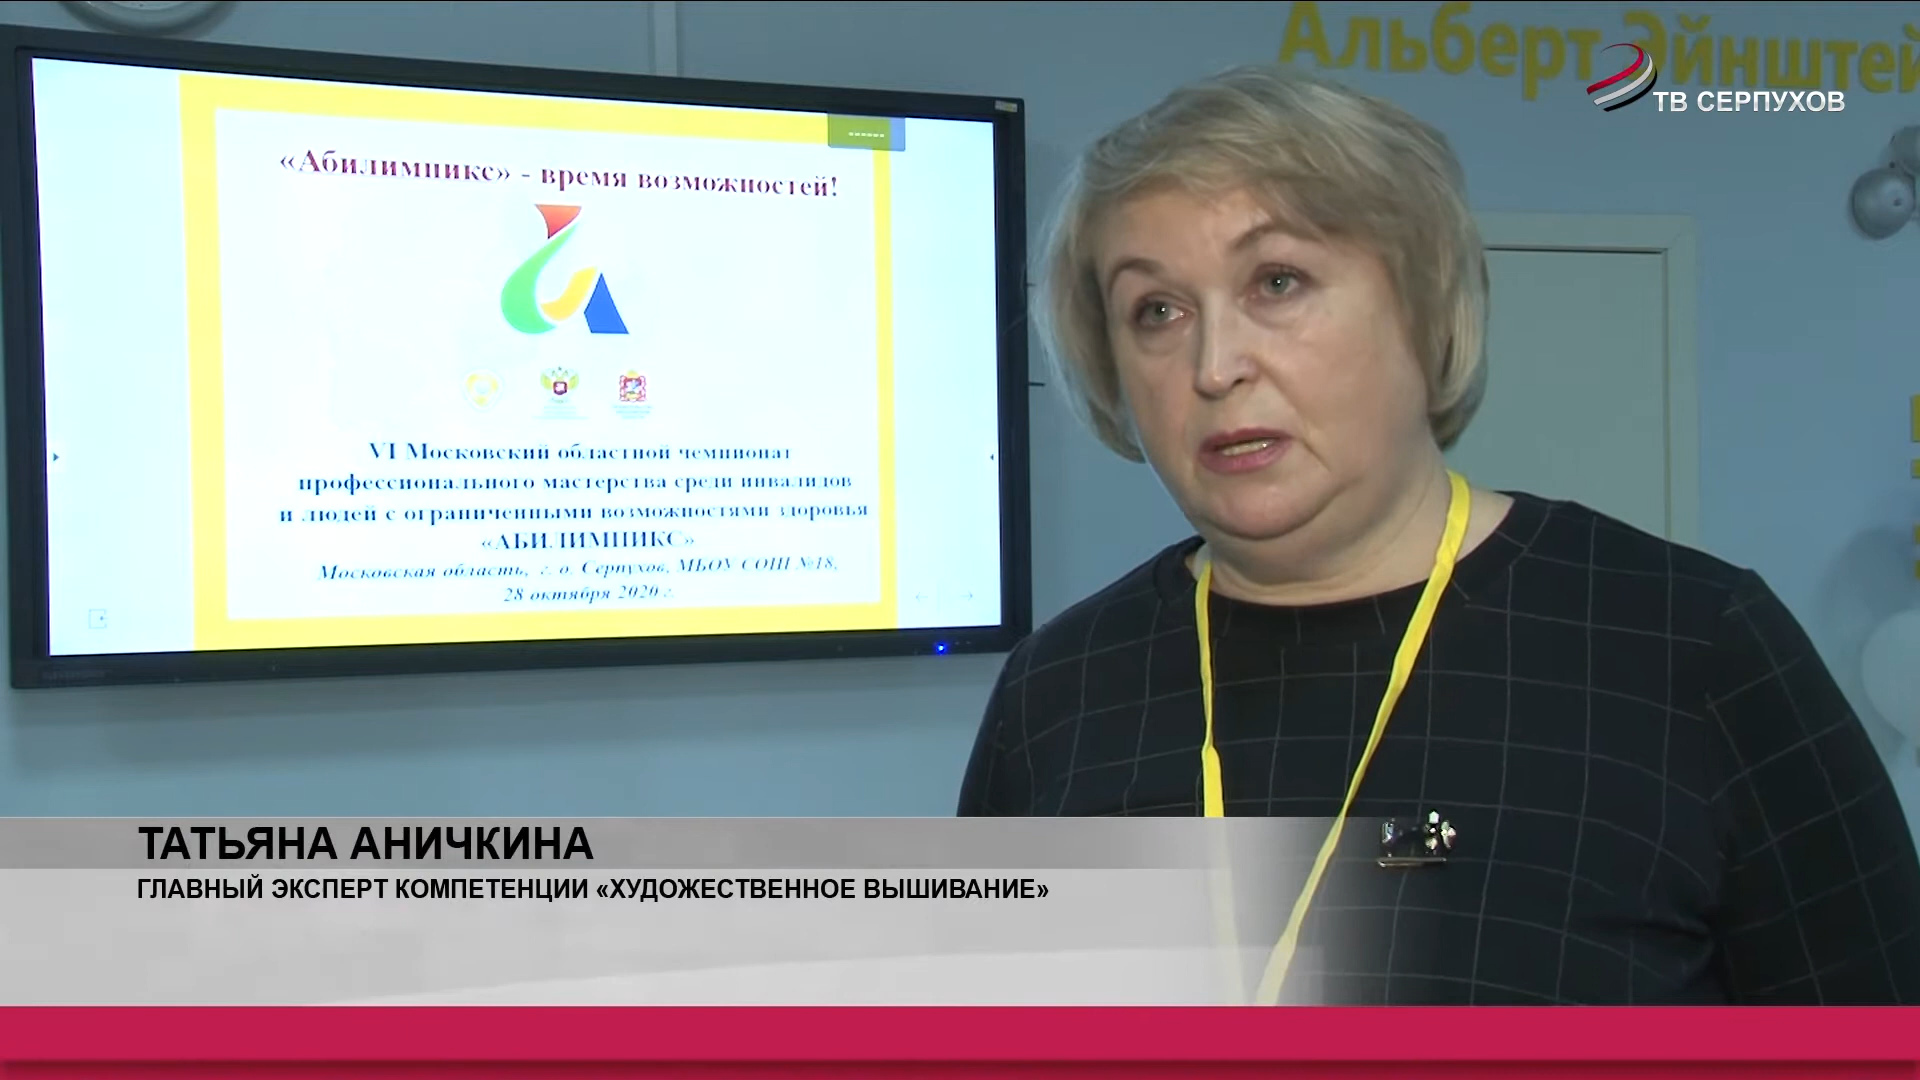 Альберт Эйнштей
ТВ СЕРПУХОВ
«Абилимпикс» - время возможностей!
VI Московский областной чемпионат
профессионального мастерства среди инвалидов
и людей с ограниченными возможностями здоровья
«АБИЛИМПИКС»
Московская область, г. о. Серпухов, МБОУ СОШ №18,
28 октября 2020 г.
ТАТЬЯНА АНИЧКИНА
ГЛАВНЫЙ ЭКСПЕРТ КОМПЕТЕНЦИИ «ХУДОЖЕСТВЕННОЕ ВЫШИВАНИЕ»